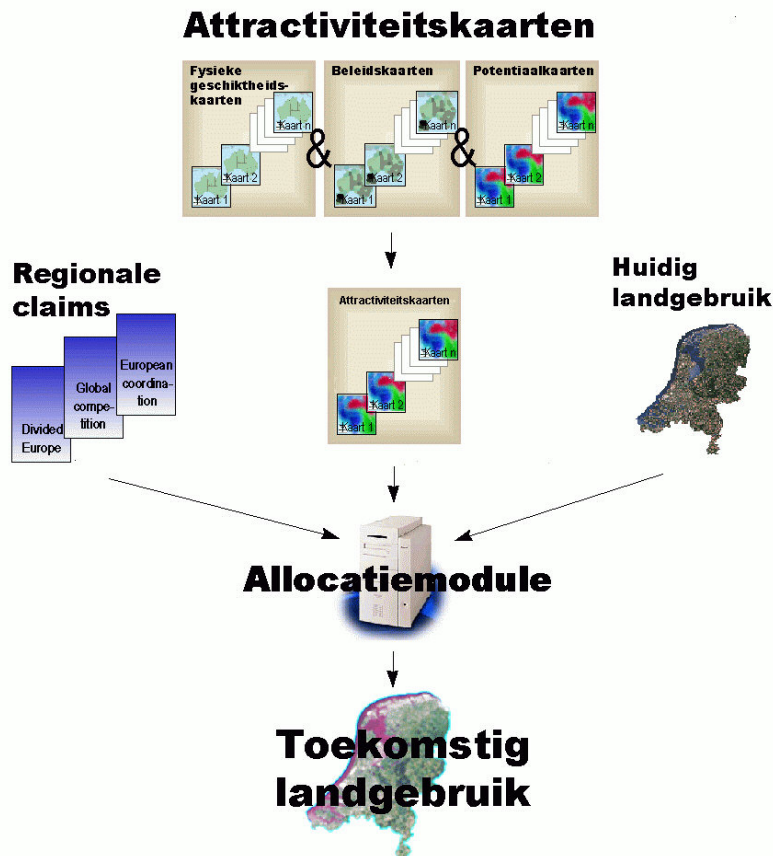 Attractiviteitskaarten
Fysieke
geschiktheids-
kaarten
Kaart n
Kaart 2
Kaart 1
&
Beleidskaarten
Kaart n
Kaart 2
Kaart 1
&
Potentiaalkaarten
Kaart n
Kaart 2
Kaart 1
Regionale
claims
European
coordina-
tion
Global
compe-
tition
Divided
Europe
Attractiviteitskaarten
Kaart n
Kaart 2
Kaart 1
Huidig
landgebruik
Allocatiemodule
Toekomstig
landgebruik